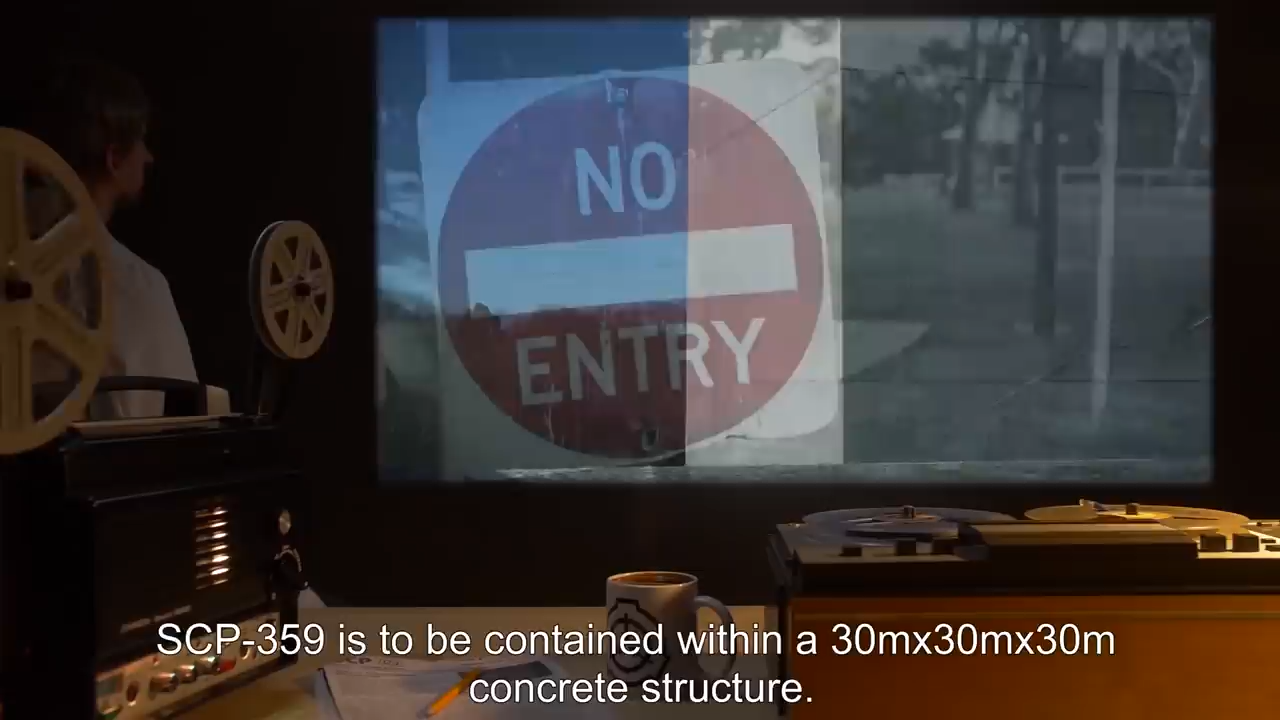 NO
ENTRY
SCP-359 is to be contained within a 30mx30mx30m
concrete structure.